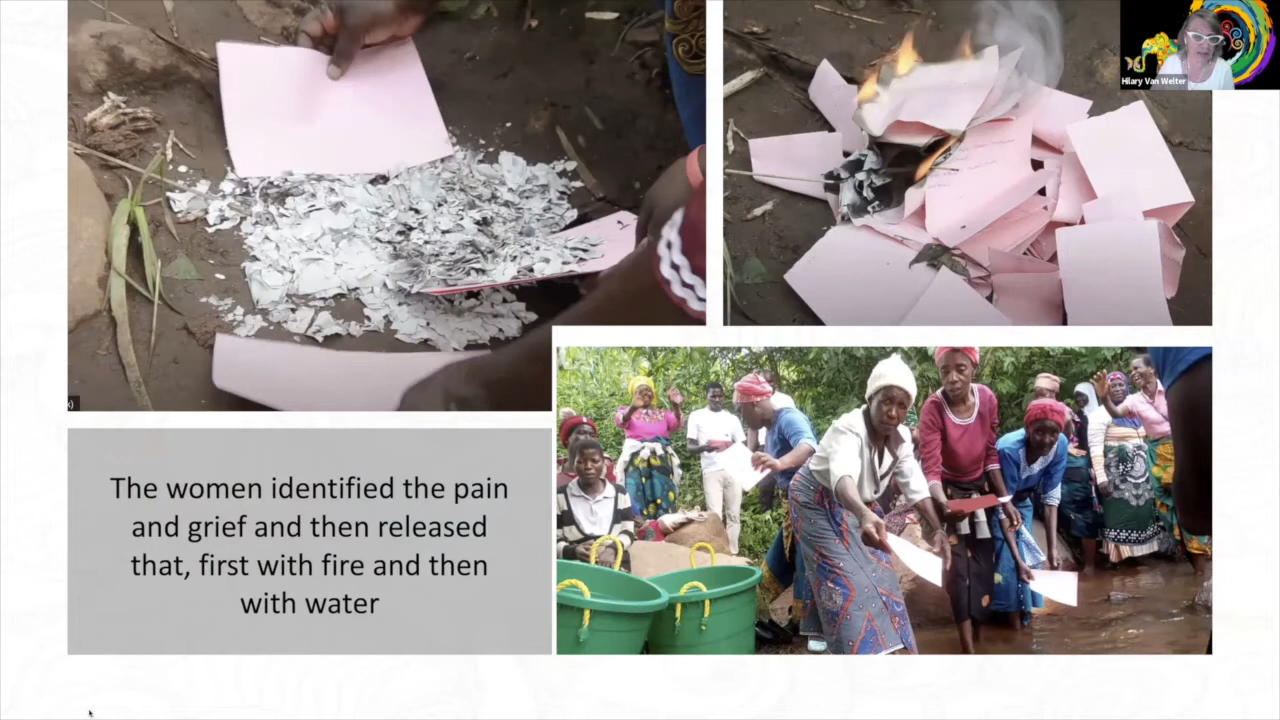 Hilary Van Welter
The women identified the pain
and grief and then released
that, first with fire and then
with water